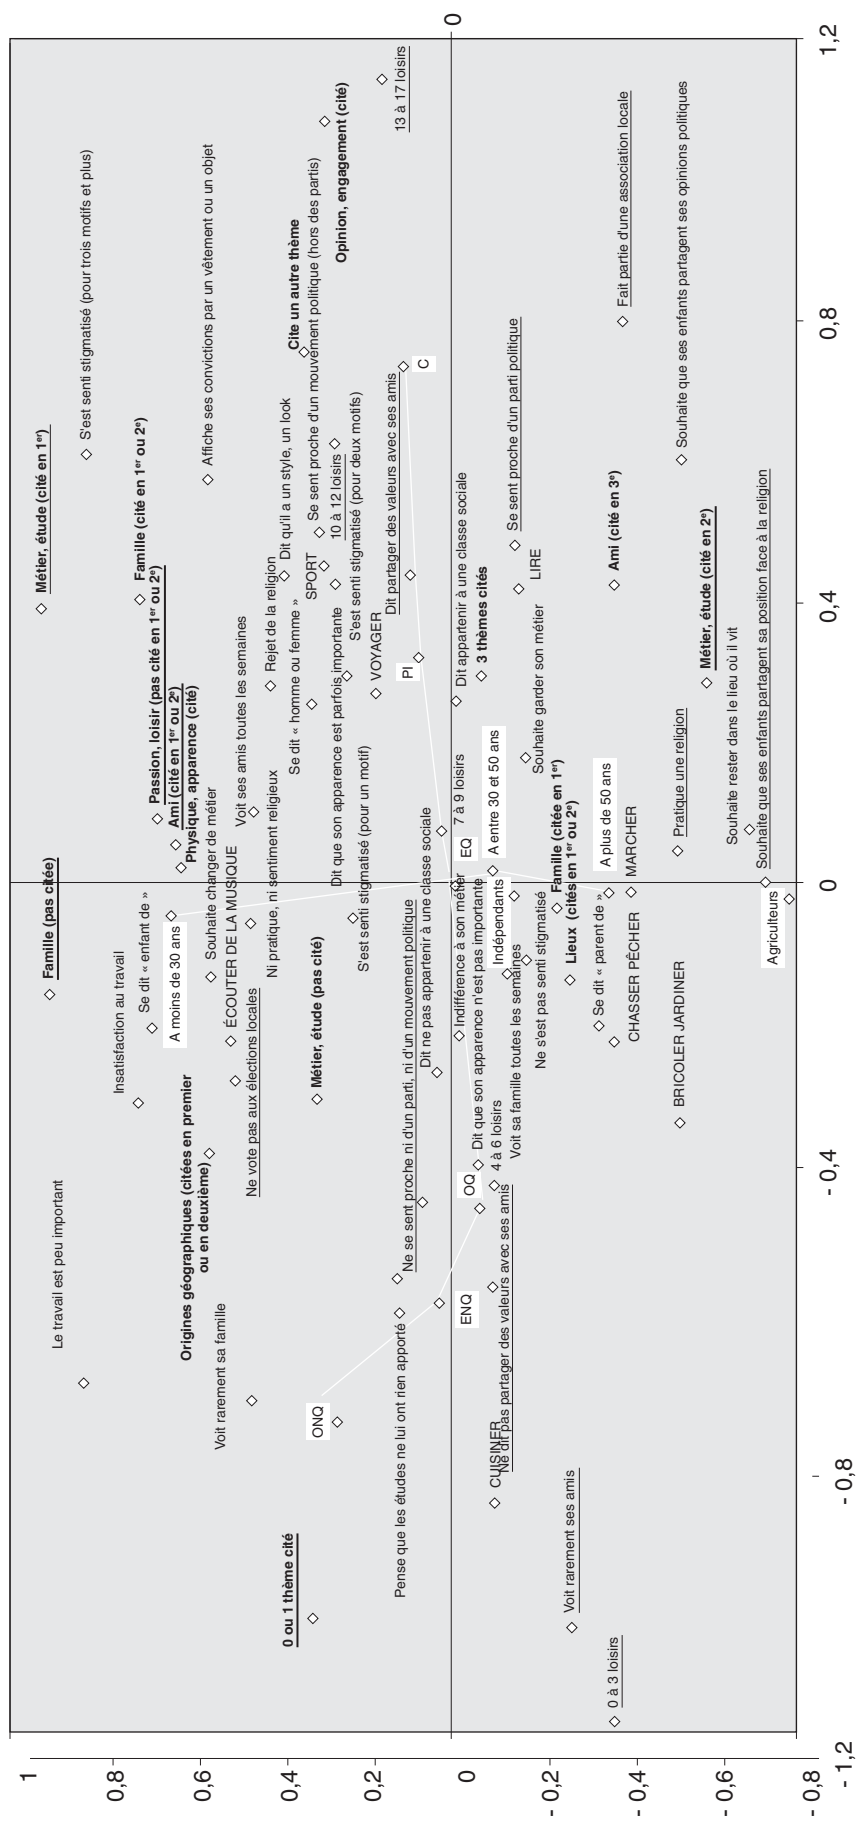 Famille (pas citée)
Métier, étude (cité en 1er)
Le travail est peu important
S'est senti stigmatisé (pour trois motifs et plus)
Insatisfaction au travail
Famille (cité en 1er ou 2e)
Se dit « enfant de »
Passion, loisir (pas cité en 1er ou 2e)
A moins de 30 ans
Ami (cité en 1er ou 2e)
Physique, apparence (cité)
Origines géographiques (citées en premier
ou en deuxième)
Souhaite changer de métier
Affiche ses convictions par un vêtement ou un objet
ÉCOUTER DE LA MUSIQUE
Voit rarement sa famille
Ne vote pas aux élections locales
Voit ses amis toutes les semaines
Ni pratique, ni sentiment religieux
Rejet de la religion
Dit qu'il a un style, un look
Cite un autre thème
0 ou 1 thème cité
ONQ
Métier, étude (pas cité)
Se dit « homme ou femme »
SPORT
Se sent proche d'un mouvement politique (hors des partis)
Opinion, engagement (cité)
Dit que son apparence est parfois importante
10 à 12 loisirs
S'est senti stigmatisé (pour un motif)
S'est senti stigmatisé (pour deux motifs)
VOYAGER
13 à 17 loisirs
Pense que les études ne lui ont rien apporté
Ne se sent proche ni d'un parti, ni d'un mouvement politique
Dit partager des valeurs avec ses amis
Dit ne pas appartenir à une classe sociale
PI
C
ENQ
OQ
EQ
7 à 9 loisirs
Indifférence à son métier
Dit appartenir à une classe sociale
Dit que son apparence n'est pas importante
3 thèmes cités
4 à 6 loisirs
A entre 30 et 50 ans
CUISINER
Ne dit pas partager des valeurs avec ses amis
Indépendants
Voit sa famille toutes les semaines
Se sent proche d'un parti politique
LIRE
Ne s'est pas senti stigmatisé
Souhaite garder son métier
Famille (citée en 1er)
Lieux (cités en 1er ou 2e)
Voit rarement ses amis
Se dit « parent de »
A plus de 50 ans
Ami (cité en 3e)
0 à 3 loisirs
CHASSER PÊCHER
MARCHER
Fait partie d'une association locale
BRICOLER JARDINER
Pratique une religion
Souhaite que ses enfants partagent ses opinions politiques
Métier, étude (cité en 2e)
Souhaite rester dans le lieu où il vit
Souhaite que ses enfants partagent sa position face à la religion
Agriculteurs
1
0,8
0,6
0,4
0,2
0
- 0,2
- 0,4
- 0,6
- 0,8
- 1,2
- 0,8
- 0,4
0
0,4
0,8
1,2
0